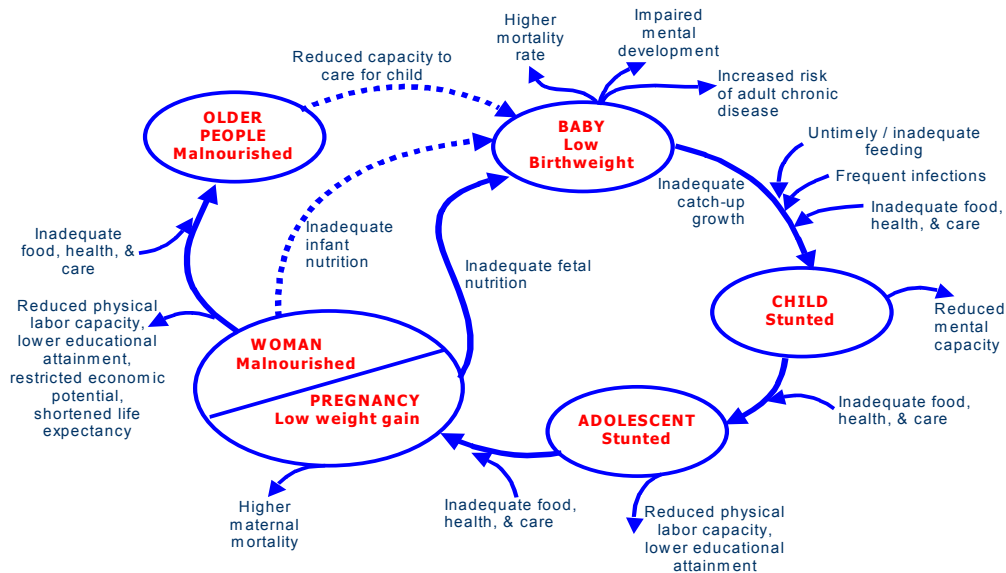 Higher
mortality
rate
Impaired
mental
development
Increased risk
of adult chronic
disease
Reduced capacity to
care for child
OLDER
PEOPLE
Malnourished
BABY
Low
Birthweight
Untimely / inadequate
feeding
Frequent infections
Inadequate food,
health, & care
Inadequate
catch-up
growth
Inadequate
food, health, &
care
Inadequate
infant
nutrition
Inadequate fetal
nutrition
CHILD
Stunted
Reduced
mental
capacity
Reduced physical
labor capacity,
lower educational
attainment,
restricted economic
potential,
shortened life
expectancy
WOMAN
Malnourished
PREGNANCY
Low weight gain
ADOLESCENT
Stunted
Inadequate food,
health, & care
Higher
maternal
mortality
Inadequate food,
health, & care
Reduced physical
labor capacity,
lower educational
attainment